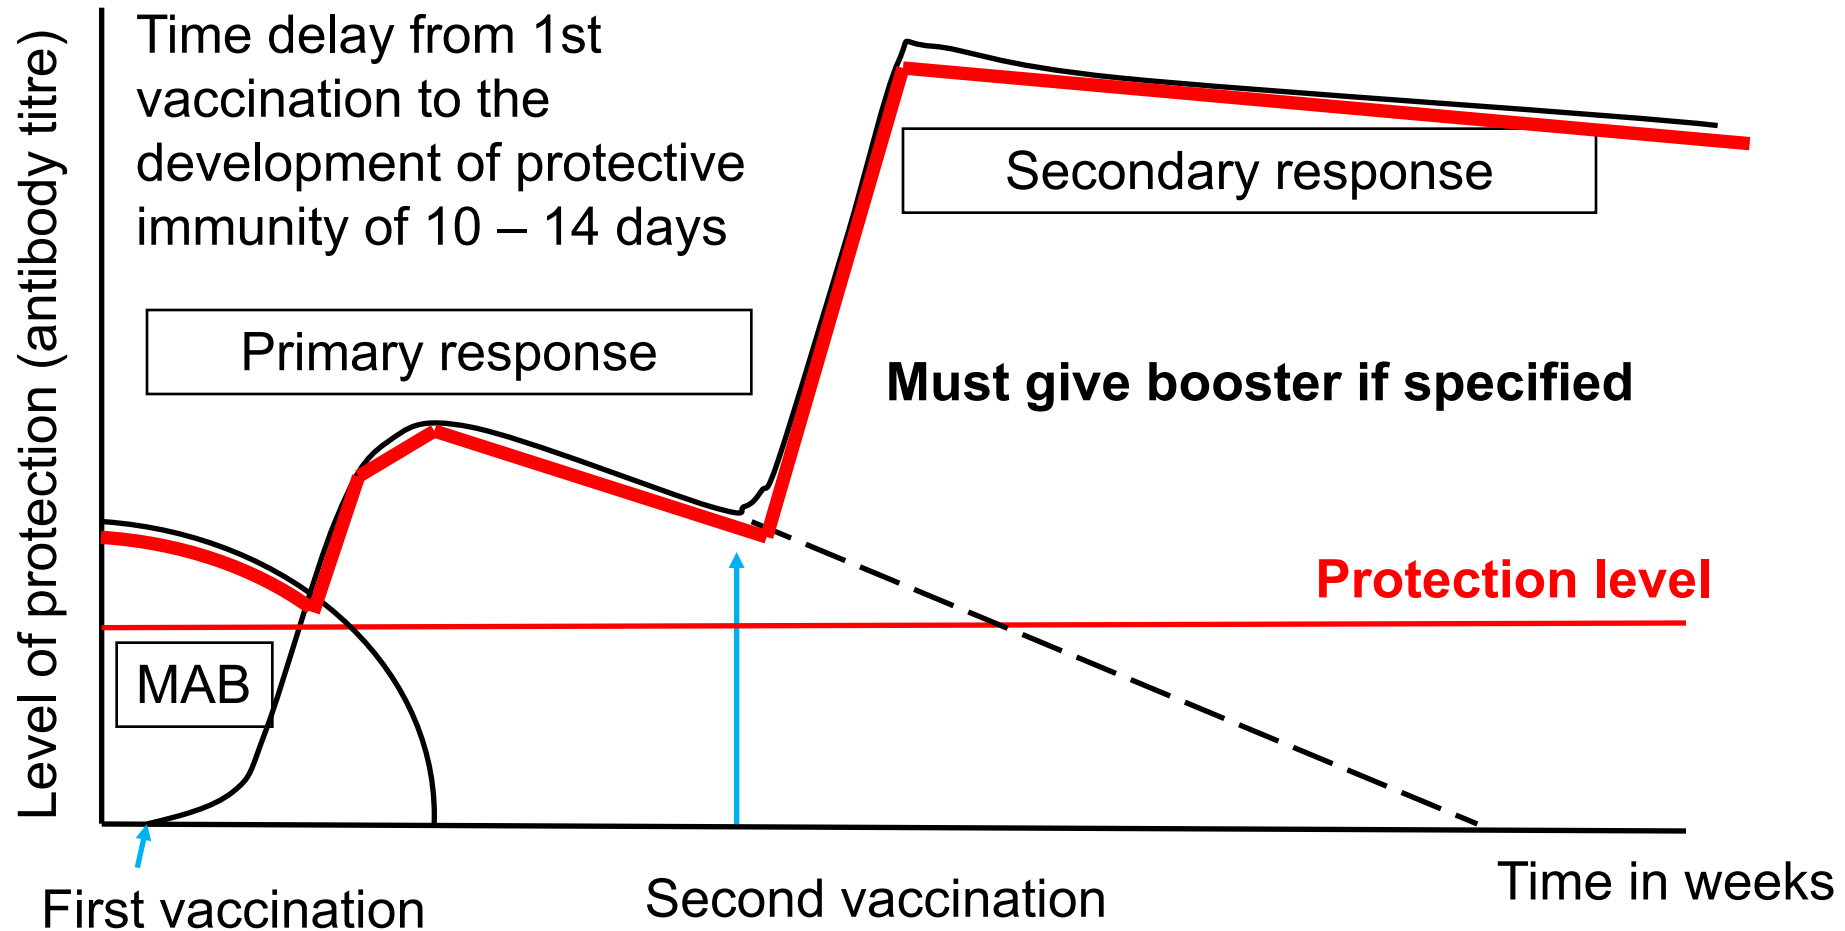 Level of protection (antibody titre)
Time delay from 1st
vaccination to the
development of protective
immunity of 10 – 14 days
Secondary response
Primary response
Must give booster if specified
Protection level
MAB
First vaccination
Second vaccination
Time in weeks